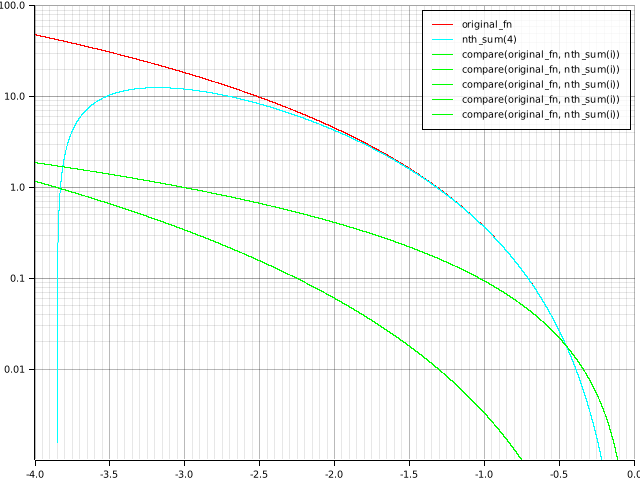 100.0
original_fn
nth_sum(4)
compare(original_fn, nth_sum(i))
compare(original_fn, nth_sum(i))
compare(original_fn, nth_sum(i))
compare(original_fn, nth_sum(i))
compare(original_fn, nth_sum(i))
10.0
1.0
0.1
0.01
-4.0 -3.5 -3.0 -2.5 -2.0 -1.5 -1.0 -0.5 0.0